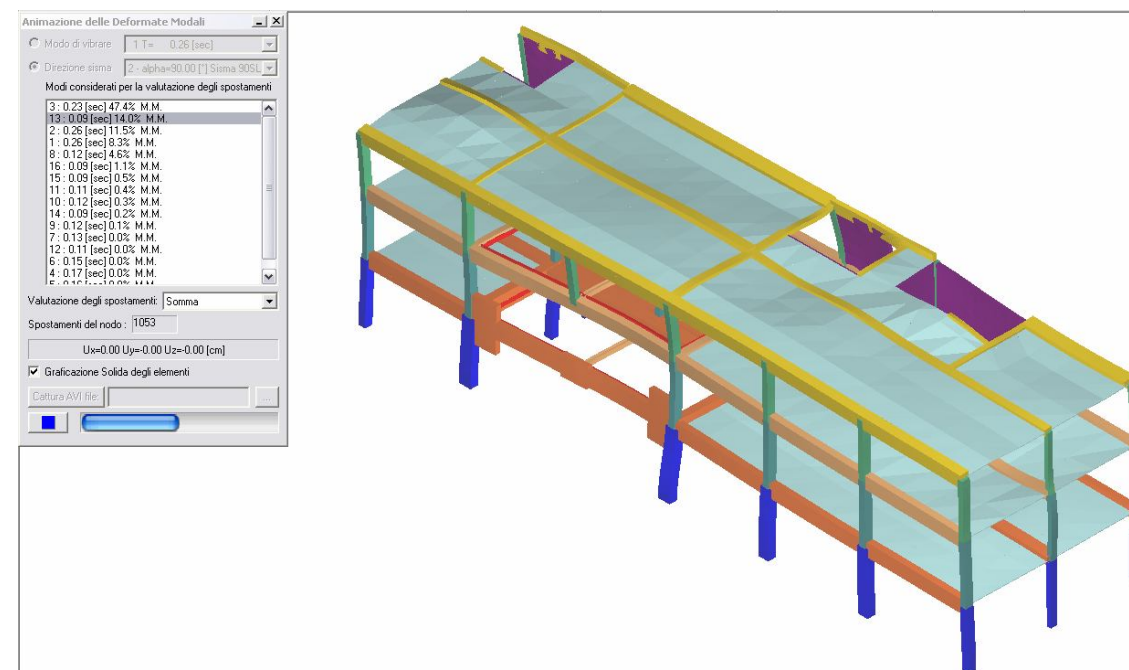 Animazione delle Deformate Modali
Modo di vibrare 1 T= 0.26 [sec]
Direzione sisma 2 - alpha=90.00 [°] Sisma 90SL
Modi considerati per la valutazione degli spostamenti
3 : 0.23 [sec] 47.4% M.M.
13 : 0.09 [sec] 14.0% M.M.
2 : 0.26 [sec] 11.5% M.M.
1 : 0.26 [sec] 8.3% M.M.
8 : 0.12 [sec] 4.6% M.M.
16 : 0.09 [sec] 1.1% M.M.
15 : 0.09 [sec] 0.5% M.M.
11 : 0.11 [sec] 0.4% M.M.
10 : 0.12 [sec] 0.3% M.M.
14 : 0.09 [sec] 0.2% M.M.
9 : 0.12 [sec] 0.1% M.M.
7 : 0.13 [sec] 0.0% M.M.
12 : 0.11 [sec] 0.0% M.M.
6 : 0.15 [sec] 0.0% M.M.
4 : 0.17 [sec] 0.0% M.M.
5 : 0.16 [sec] 0.0% M.M.
Valutazione degli spostamenti: Somma
Spostamenti del nodo : 1053
Ux=0.00 Uy=-0.00 Uz=-0.00 [cm]
Graficazione Solida degli elementi
Cattura AVI file: ...